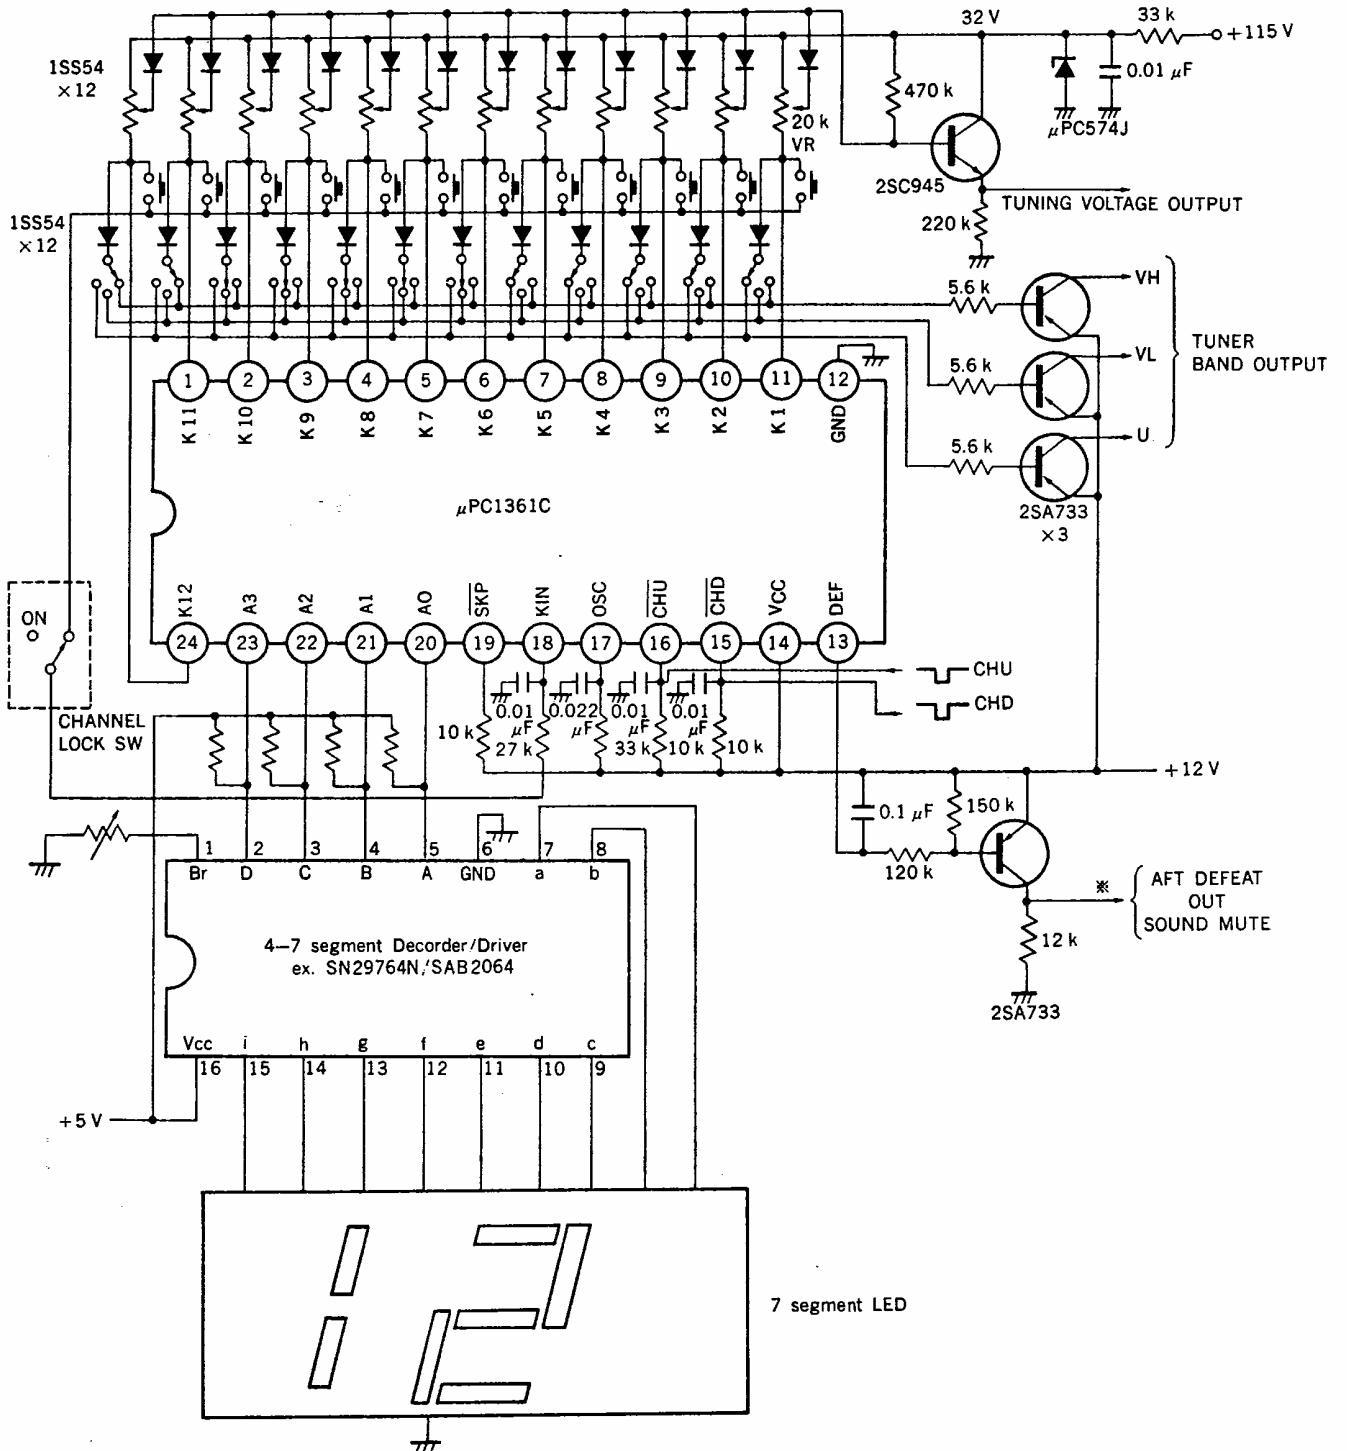 32 V
33 k
+115 V
1SS54
×12
470 k
0.01 μF
μPC574J
20 k
VR
2SC945
TUNING VOLTAGE OUTPUT
220 k
1SS54
×12
5.6 k
VH
5.6 k
VL
TUNER
BAND OUTPUT
5.6 k
U
2SA733
×3
1 2 3 4 5 6 7 8 9 10 11 12
K11 K10 K9 K8 K7 K6 K5 K4 K3 K2 K1 GND
μPC1361C
K12 A3 A2 A1 A0 SKP KIN OSC CHU CHD VCC DEF
24 23 22 21 20 19 18 17 16 15 14 13
ON
CHANNEL
LOCK SW
CHU
CHD
0.01
μF
0.022
μF
0.01
μF
0.01
μF
10 k
27 k
33 k
10 k
10 k
+12 V
0.1 μF
150 k
120 k
※
AFT DEFEAT
OUT
SOUND MUTE
12 k
2SA733
1 2 3 4 5 6 7 8
Br D C B A GND a b
4–7 segment Decorder/Driver
ex. SN29764N/SAB2064
Vcc i h g f e d c
16 15 14 13 12 11 10 9
+5 V
12
7 segment LED